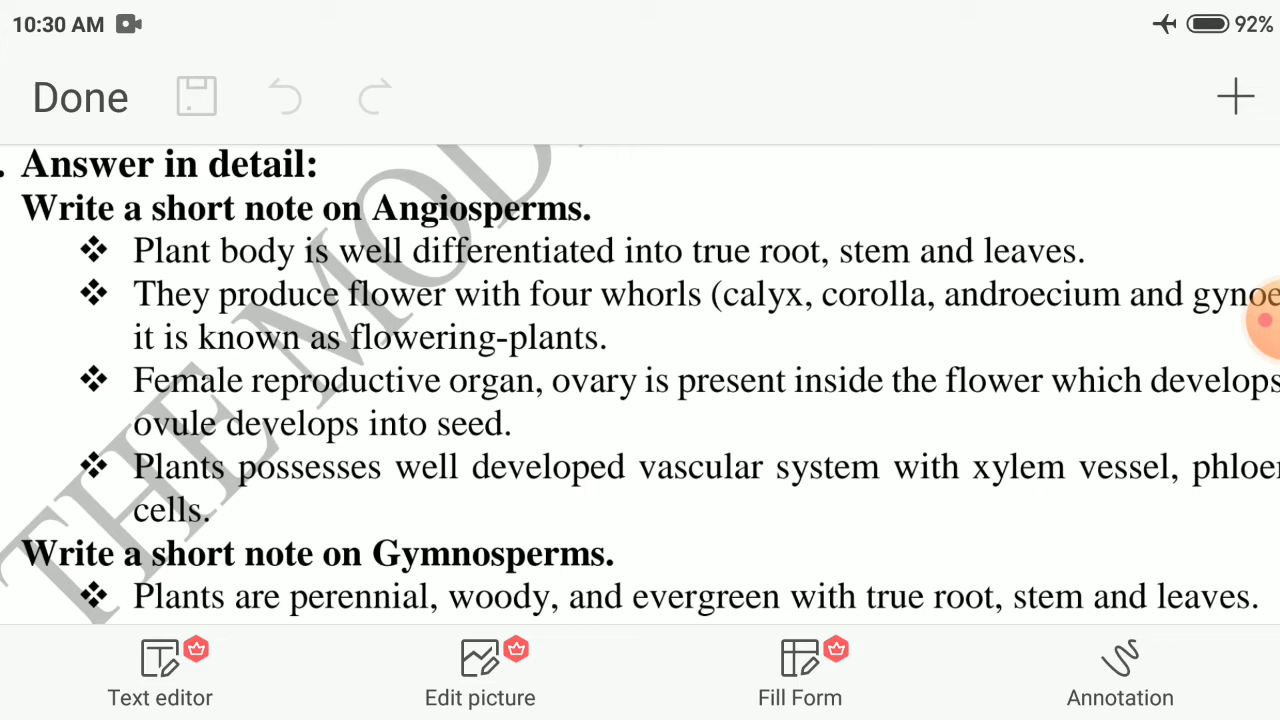 10:30 AM 92%
Done
. Answer in detail:
Write a short note on Angiosperms.
❖ Plant body is well differentiated into true root, stem and leaves.
❖ They produce flower with four whorls (calyx, corolla, androecium and gynoe
it is known as flowering-plants.
❖ Female reproductive organ, ovary is present inside the flower which develops
ovule develops into seed.
❖ Plants possesses well developed vascular system with xylem vessel, phloe
cells.
Write a short note on Gymnosperms.
❖ Plants are perennial, woody, and evergreen with true root, stem and leaves.
THE MOD
Text editor Edit picture Fill Form Annotation